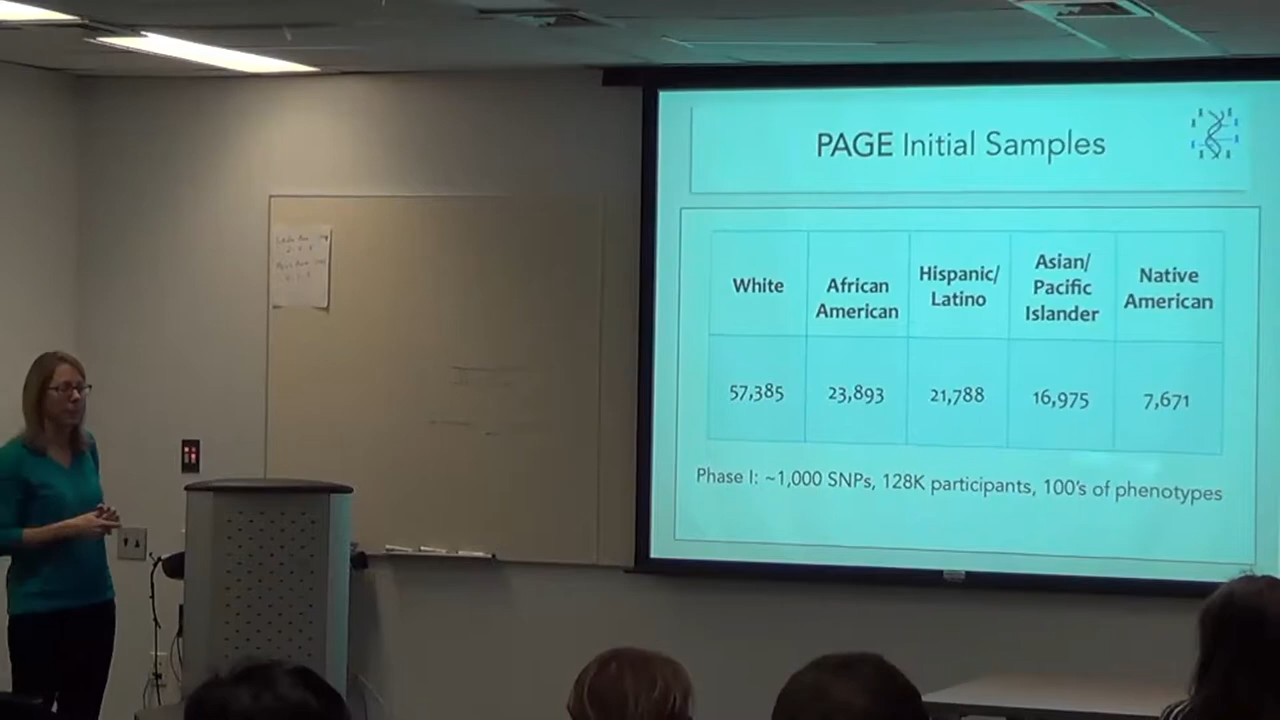 PAGE Initial Samples
White
African
American
Hispanic/
Latino
Asian/
Pacific
Islander
Native
American
57,385
23,893
21,788
16,975
7,671
Phase I: ~1,000 SNPs, 128K participants, 100's of phenotypes